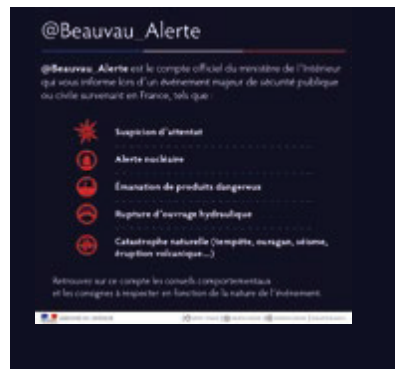 @Beauvau_Alerte
@Beauvau_Alerte est le compte officiel du ministère de l'Intérieur
qui vous informe lors d'un événement majeur de sécurité publique
ou civile survenant en France, tels que :
Suspicion d'attentat
Alerte nucléaire
Émanation de produits dangereux
Rupture d'ouvrage hydraulique
Catastrophe naturelle (tempête, ouragan, séisme,
éruption volcanique...)
Retrouvez sur ce compte les conseils comportementaux
et les consignes à respecter en fonction de la nature de l'événement.